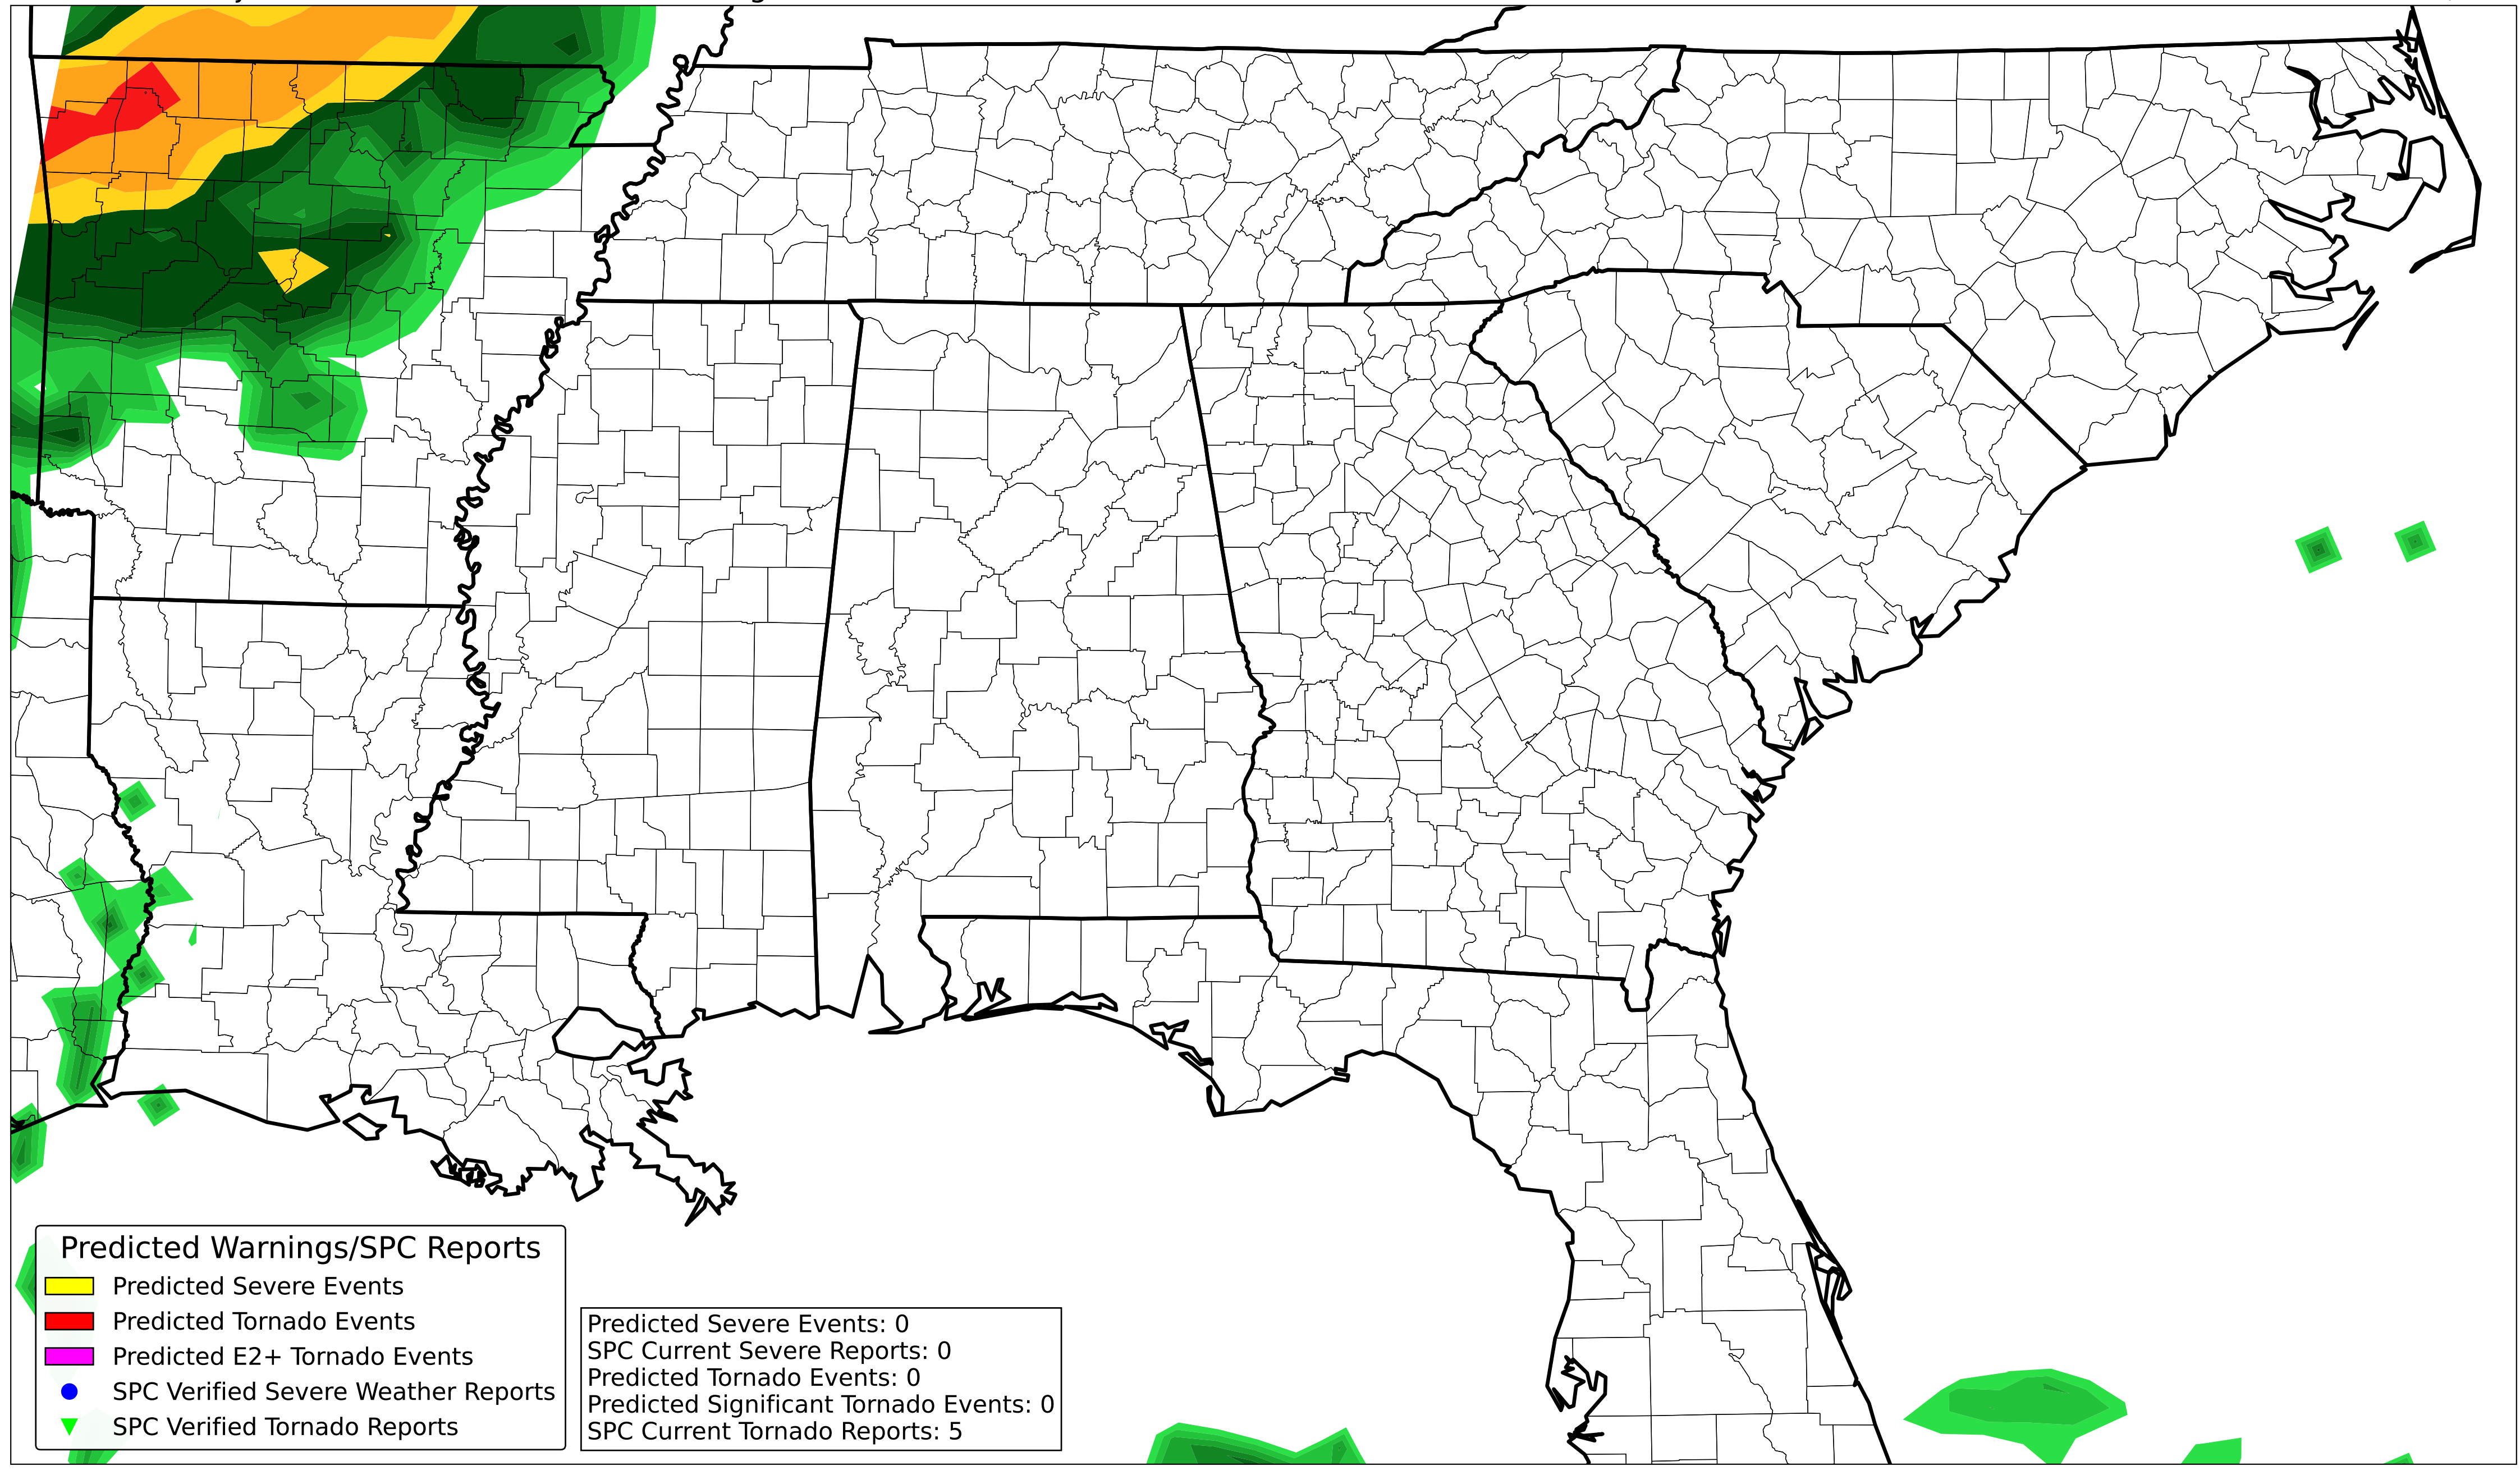 Predicted Warnings/SPC Reports
Predicted Severe Events
Predicted Tornado Events
Predicted E2+ Tornado Events
SPC Verified Severe Weather Reports
SPC Verified Tornado Reports
Predicted Severe Events: 0
SPC Current Severe Reports: 0
Predicted Tornado Events: 0
Predicted Significant Tornado Events: 0
SPC Current Tornado Reports: 5